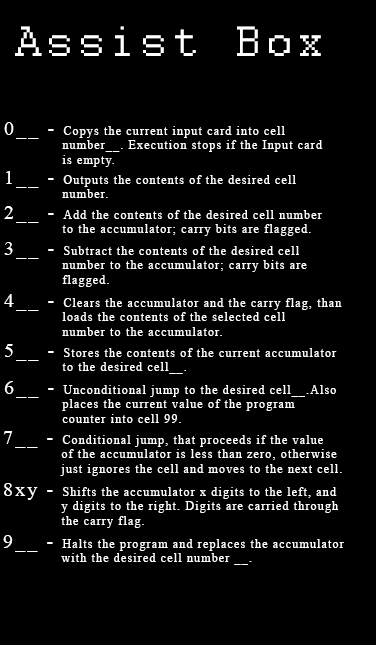 Assist Box
0__ - Copys the current input card into cell
number__. Execution stops if the Input card
is empty.
1__ - Outputs the contents of the desired cell
number.
2__ - Add the contents of the desired cell number
to the accumulator; carry bits are flagged.
3__ - Subtract the contents of the desired cell
number to the accumulator; carry bits are
flagged.
4__ - Clears the accumulator and the carry flag, than
loads the contents of the selected cell
number to the accumulator.
5__ - Stores the contents of the current accumulator
to the desired cell__.
6__ - Unconditional jump to the desired cell__.Also
places the current value of the program
counter into cell 99.
7__ - Conditional jump, that proceeds if the value
of the accumulator is less than zero, otherwise
just ignores the cell and moves to the next cell.
8xy - Shifts the accumulator x digits to the left, and
y digits to the right. Digits are carried through
the carry flag.
9__ - Halts the program and replaces the accumulator
with the desired cell number __.